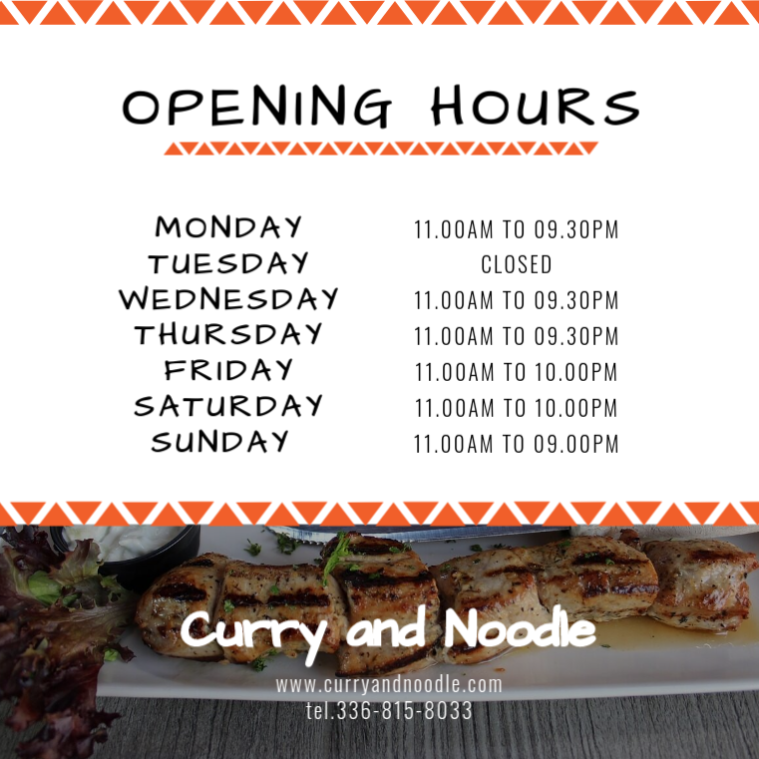 OPENING HOURS
MONDAY 11.00AM TO 09.30PM
TUESDAY CLOSED
WEDNESDAY 11.00AM TO 09.30PM
THURSDAY 11.00AM TO 09.30PM
FRIDAY 11.00AM TO 10.00PM
SATURDAY 11.00AM TO 10.00PM
SUNDAY 11.00AM TO 09.00PM
Curry and Noodle
www.curryandnoodle.com
tel.336-815-8033